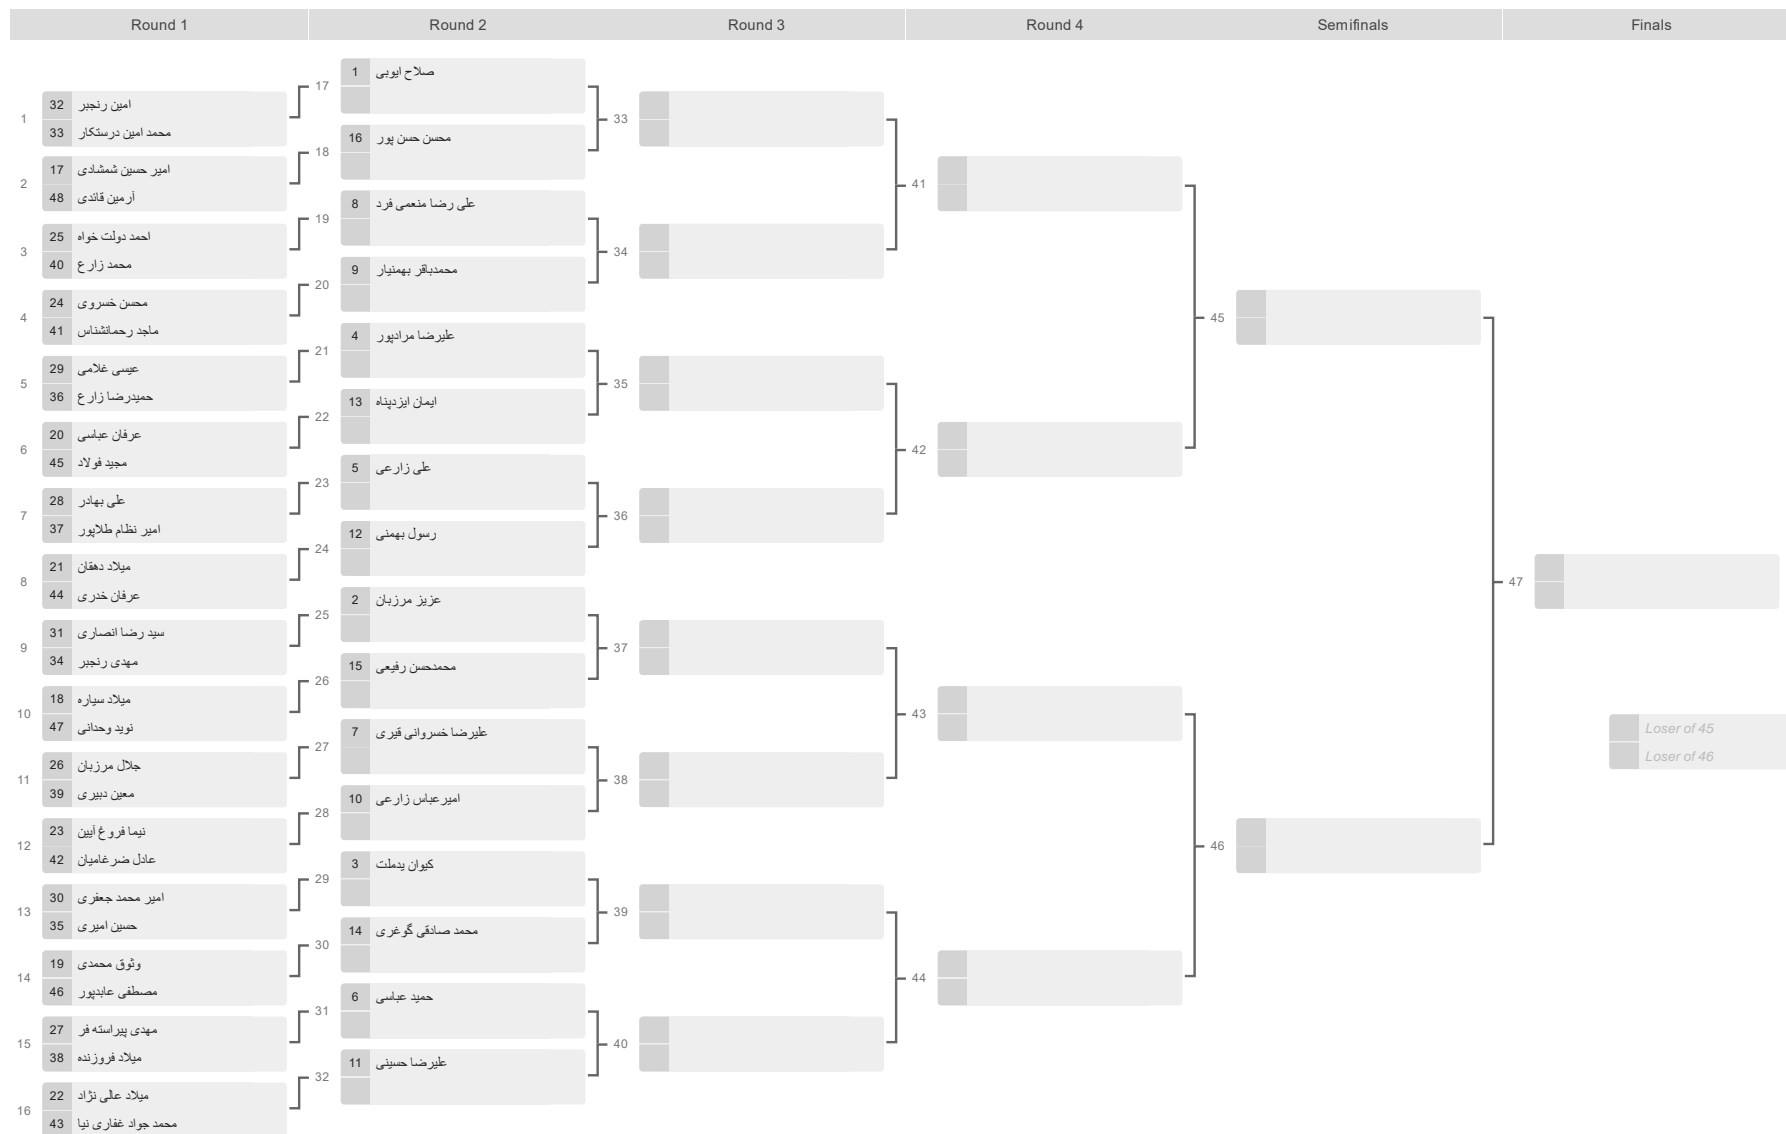 Round 1
Round 2
Round 3
Round 4
Semifinals
Finals
1
32 امین رنجبر
33 محمد امین درستکار
2
17 امیر حسین شمشادی
48 آرمین قائدی
3
25 احمد دولت خواه
40 محمد زارع
4
24 محسن خسروی
41 ماجد رحمانشناس
5
29 عیسی غلامی
36 حمیدرضا زارع
6
20 عرفان عباسی
45 مجید فولاد
7
28 علی بهادر
37 امیر نظام طلاپور
8
21 میلاد دهقان
44 عرفان خدری
9
31 سید رضا انصاری
34 مهدی رنجبر
10
18 میلاد سیاره
47 نوید وحدانی
11
26 جلال مرزبان
39 معین دبیری
12
23 نیما فروغ آیین
42 عادل ضرغامیان
13
30 امیر محمد جعفری
35 حسین امیری
14
19 وثوق محمدی
46 مصطفی عابدپور
15
27 مهدی پیراسته فر
38 میلاد فروزنده
16
22 میلاد عالی نژاد
43 محمد جواد غفاری نیا
17
1 صلاح ایوبی
18
16 محسن حسن پور
19
8 علی رضا منعمی فرد
20
9 محمدباقر بهمنیار
21
4 علیرضا مرادپور
22
13 ایمان ایزدپناه
23
5 علی زارعی
24
12 رسول بهمنی
25
2 عزیز مرزبان
26
15 محمدحسن رفیعی
27
7 علیرضا خسروانی قیری
28
10 امیرعباس زارعی
29
3 کیوان یدملت
30
14 محمد صادقی گوغری
31
6 حمید عباسی
32
11 علیرضا حسینی
33
34
35
36
37
38
39
40
41
42
43
44
45
46
47
Loser of 45
Loser of 46